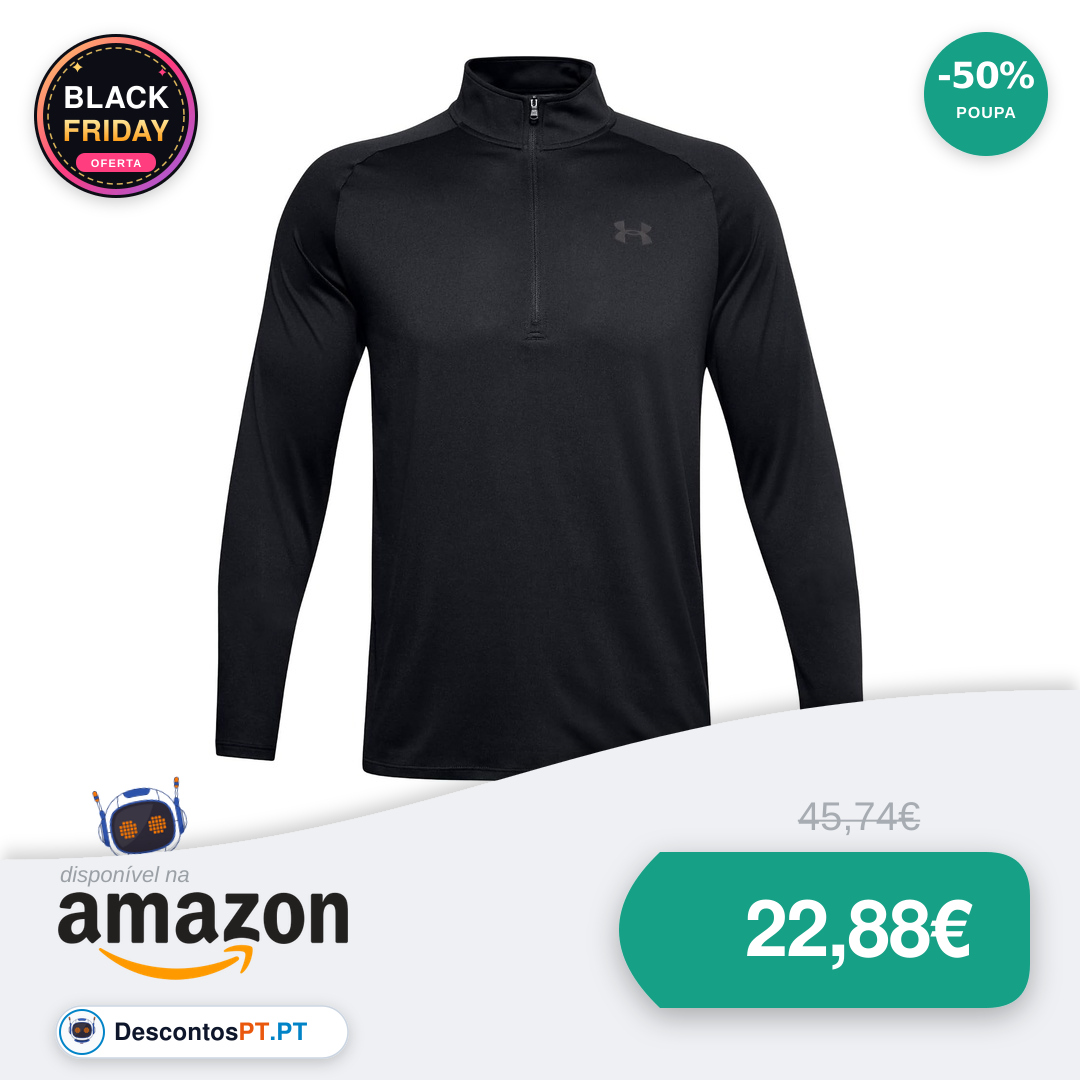 BLACK
FRIDAY
OFERTA
-50%
POUPA
45,74€
22,88€
disponível na
amazon
DescontosPT.PT